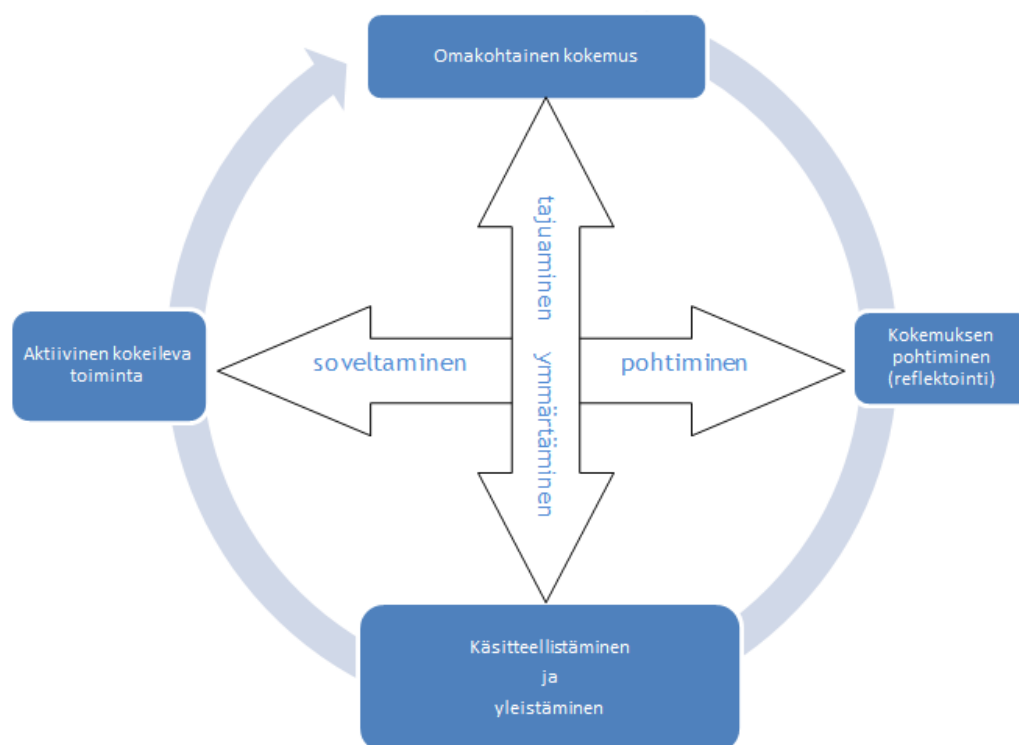 Omakohtainen kokemus
tajuaminen ymmärtäminen
Aktiivinen kokeileva
toiminta
soveltaminen
pohtiminen
Kokemuksen
pohtiminen
(reflektointi)
Käsitteellistäminen
ja
yleistäminen